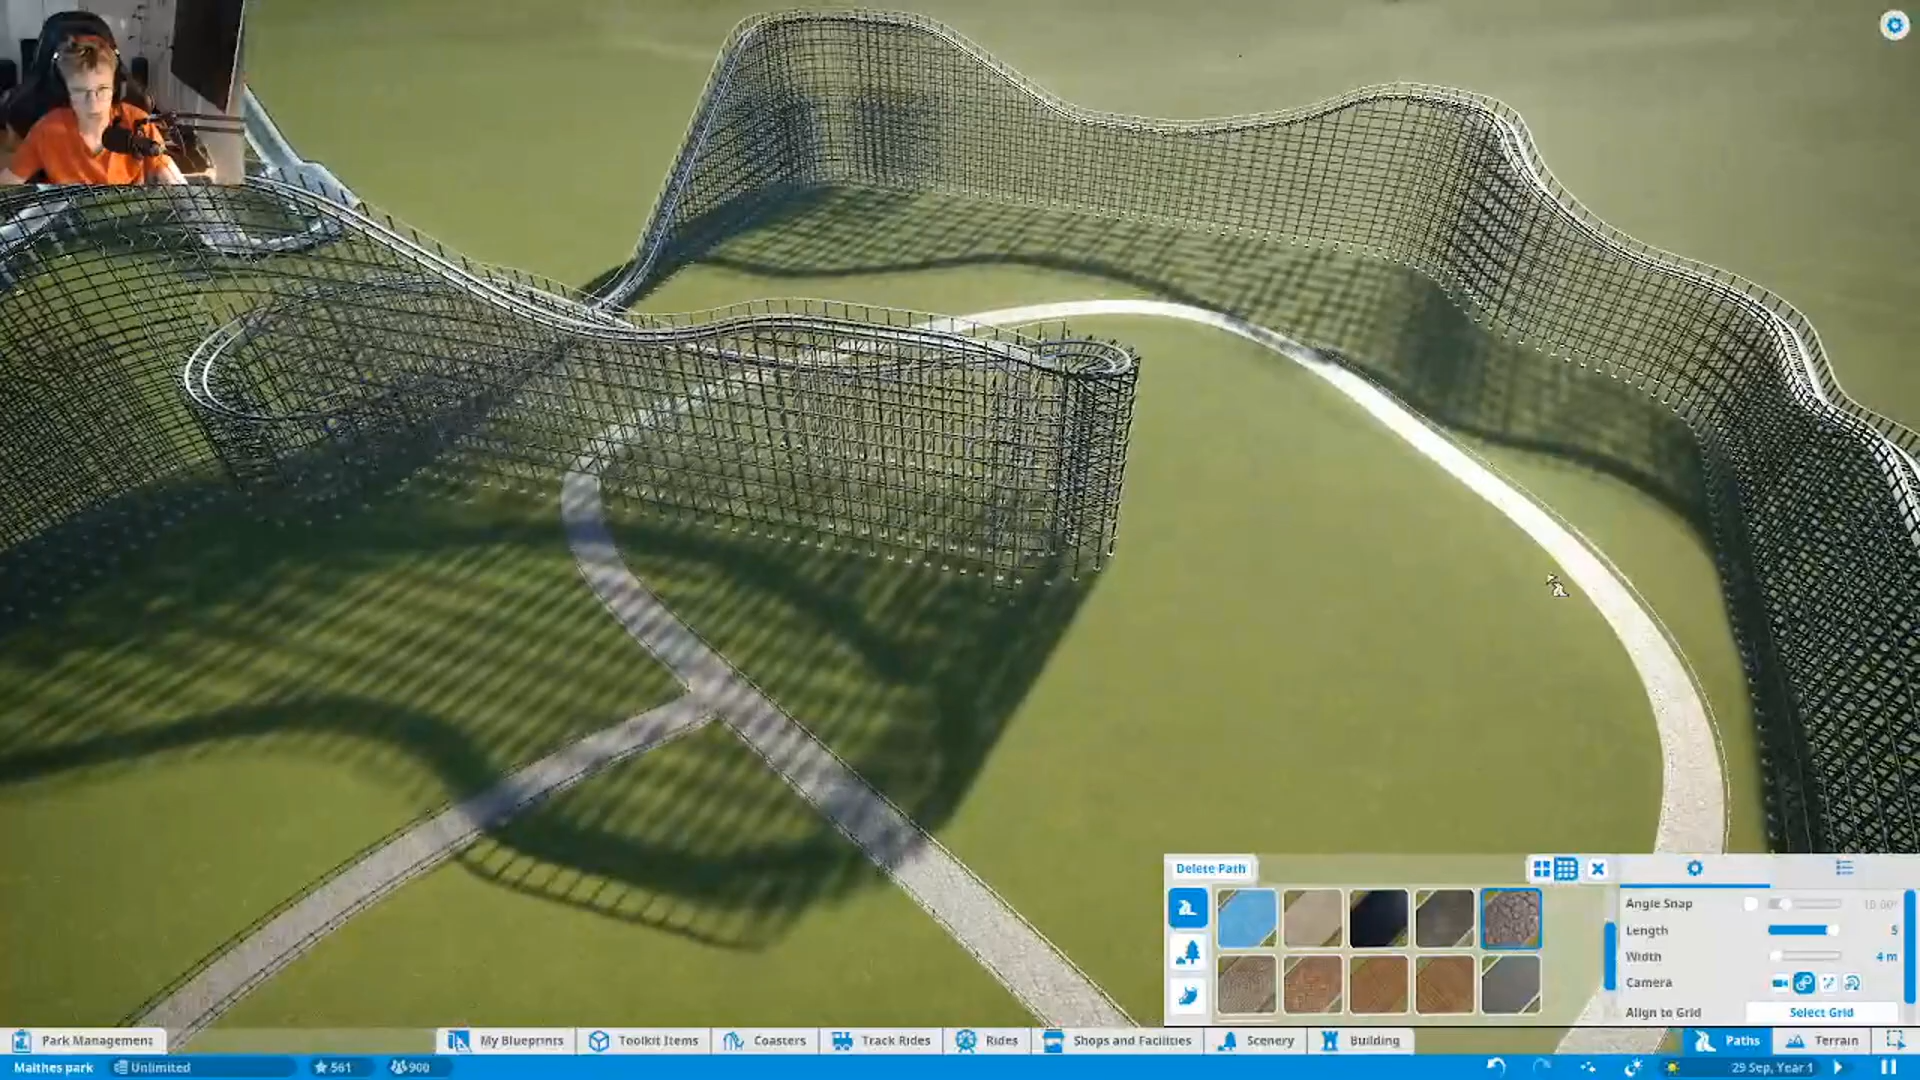 Delete Path
Angle Snap
Length 5
Width 4 m
Camera
Align to Grid Select Grid
Park Management My Blueprints Toolkit Items Coasters Track Rides Rides Shops and Facilities Scenery Building Paths Terrain
Malthes park Unlimited 561 900 29 Sep, Year 1